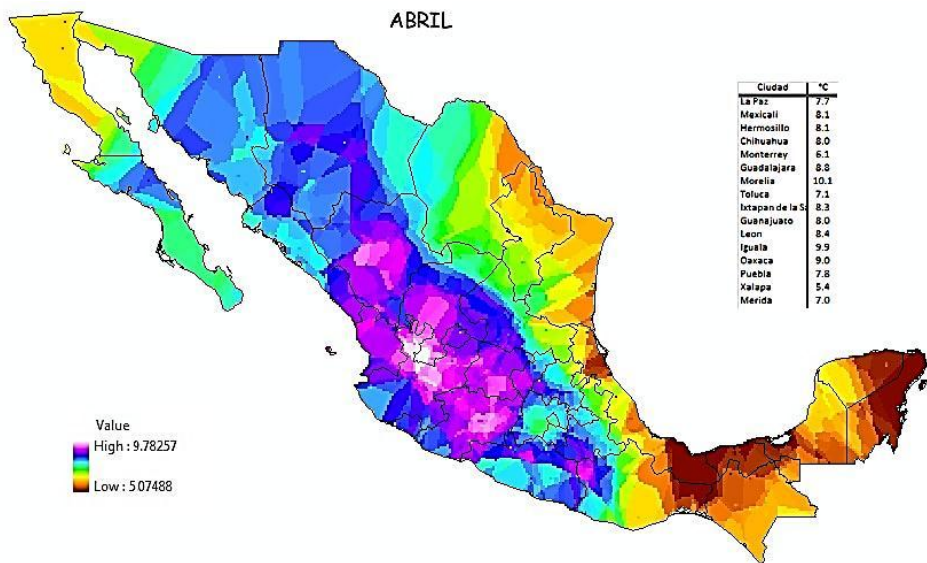 ABRIL
Ciudad °C
La Paz 7.7
Mexicali 8.1
Hermosillo 8.1
Chihuahua 8.0
Monterrey 6.1
Guadalajara 8.8
Morelia 10.1
Toluca 7.1
Ixtapan de la Sa 8.3
Guanajuato 8.0
Leon 8.4
Iguala 9.9
Oaxaca 9.0
Puebla 7.8
Xalapa 5.4
Merida 7.0
Value
High : 9.78257
Low : 5.07488